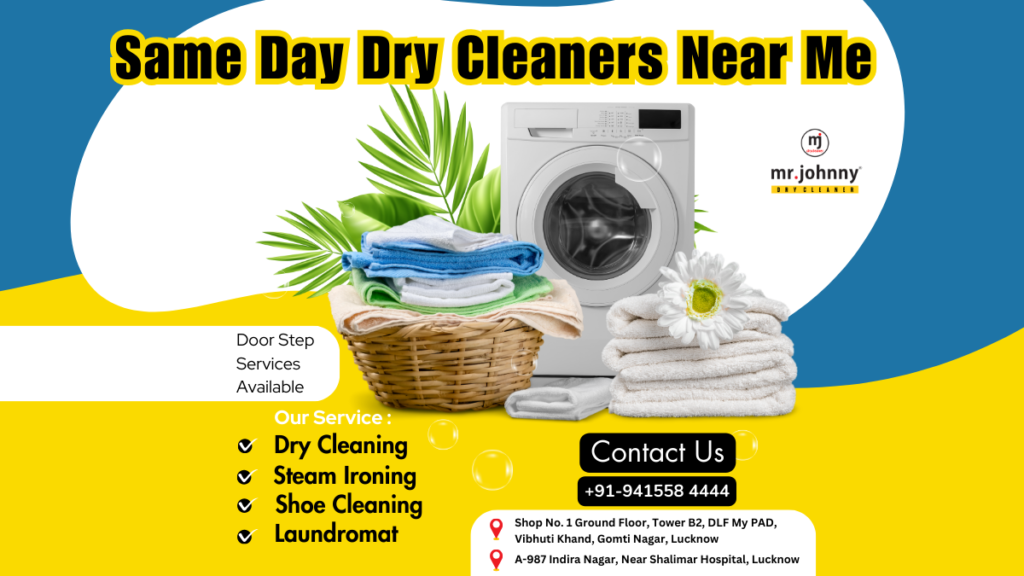 Same Day Dry Cleaners Near Me
mj
mr.johnny®
DRY CLEANER
Door Step
Services
Available
Our Service :
Dry Cleaning
Steam Ironing
Shoe Cleaning
Laundromat
Contact Us
+91-941558 4444
Shop No. 1 Ground Floor, Tower B2, DLF My PAD,
Vibhuti Khand, Gomti Nagar, Lucknow
A-987 Indira Nagar, Near Shalimar Hospital, Lucknow